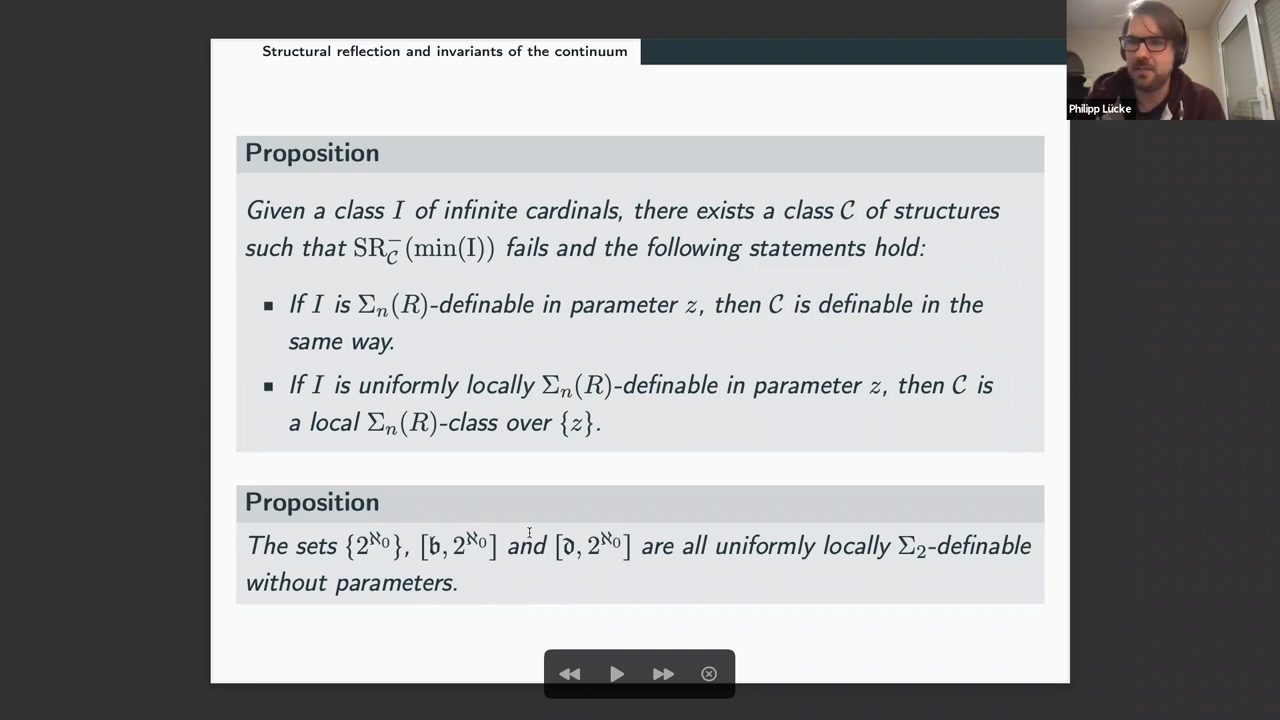 Structural reflection and invariants of the continuum
Philipp Lücke
Proposition
Given a class I of infinite cardinals, there exists a class 𝒞 of structures
such that SR⁻_𝒞(min(I)) fails and the following statements hold:
▪ If I is Σₙ(R)-definable in parameter z, then 𝒞 is definable in the
same way.
▪ If I is uniformly locally Σₙ(R)-definable in parameter z, then 𝒞 is
a local Σₙ(R)-class over {z}.
Proposition
The sets {2^ℵ₀}, [𝔟, 2^ℵ₀] and [𝔡, 2^ℵ₀] are all uniformly locally Σ₂-definable
without parameters.